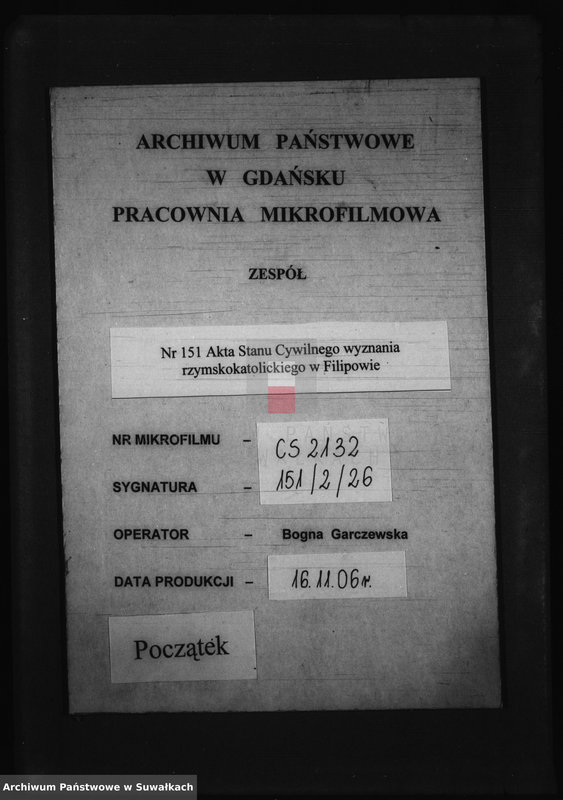 ARCHIWUM PAŃSTWOWE
W GDAŃSKU
PRACOWNIA MIKROFILMOWA
ZESPÓŁ
Nr 151 Akta Stanu Cywilnego wyznania
rzymskokatolickiego w Filipowie
NR MIKROFILMU – CS 2132
SYGNATURA – 151/2/26
OPERATOR – Bogna Garczewska
DATA PRODUKCJI – 16.11.06r.
Początek
Archiwum Państwowe w Suwałkach